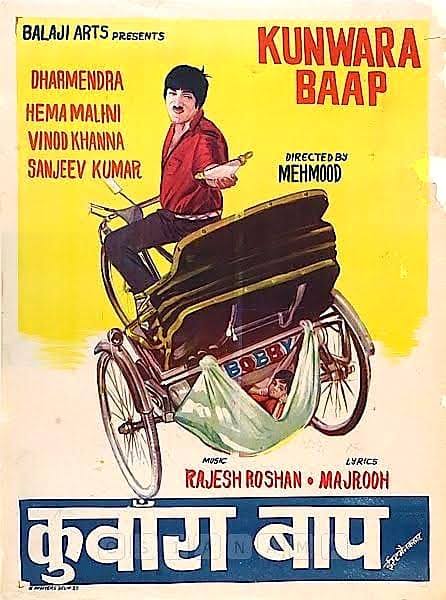 BALAJI ARTS PRESENTS
KUNWARA
BAAP
DHARMENDRA
HEMA MALINI
VINOD KHANNA
SANJEEV KUMAR
DIRECTED BY
MEHMOOD
BOBBY
MUSIC
LYRICS
RAJESH ROSHAN • MAJROOH
कुवांरा बाप